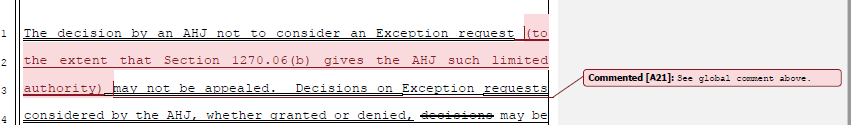 1 The decision by an AHJ not to consider an Exception request (to
2 the extent that Section 1270.06(b) gives the AHJ such limited
3 authority) may not be appealed. Decisions on Exception requests
4 considered by the AHJ, whether granted or denied, decisions may be
Commented [A21]: See global comment above.